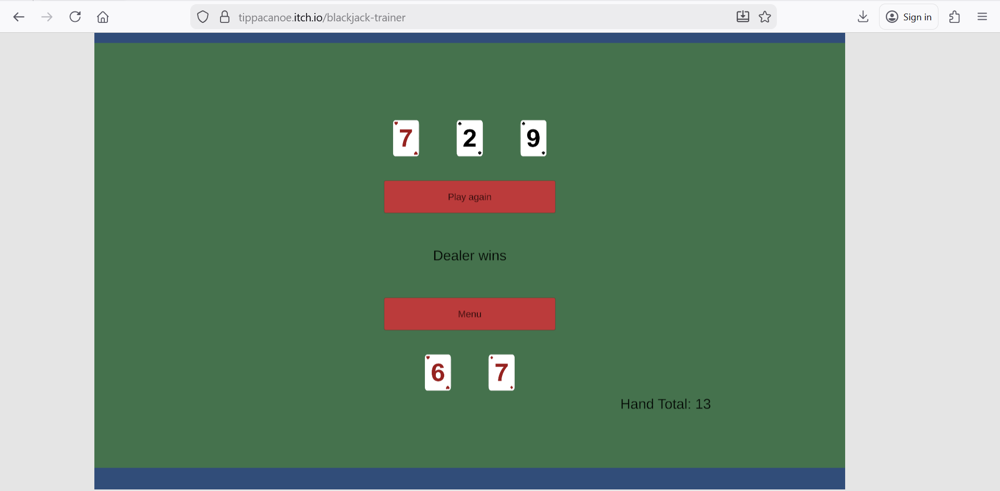 tippacanoe.itch.io/blackjack-trainer
Sign in
7 2 9
Play again
Dealer wins
Menu
6 7
Hand Total: 13